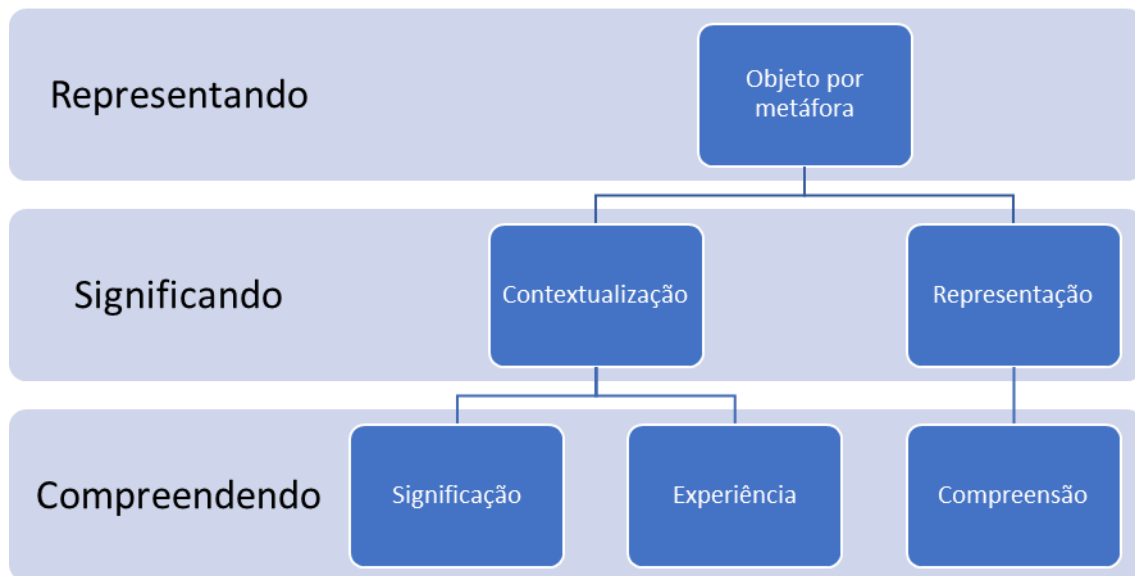 Representando
Objeto por
metáfora
Significando
Contextualização
Representação
Compreendendo
Significação
Experiência
Compreensão